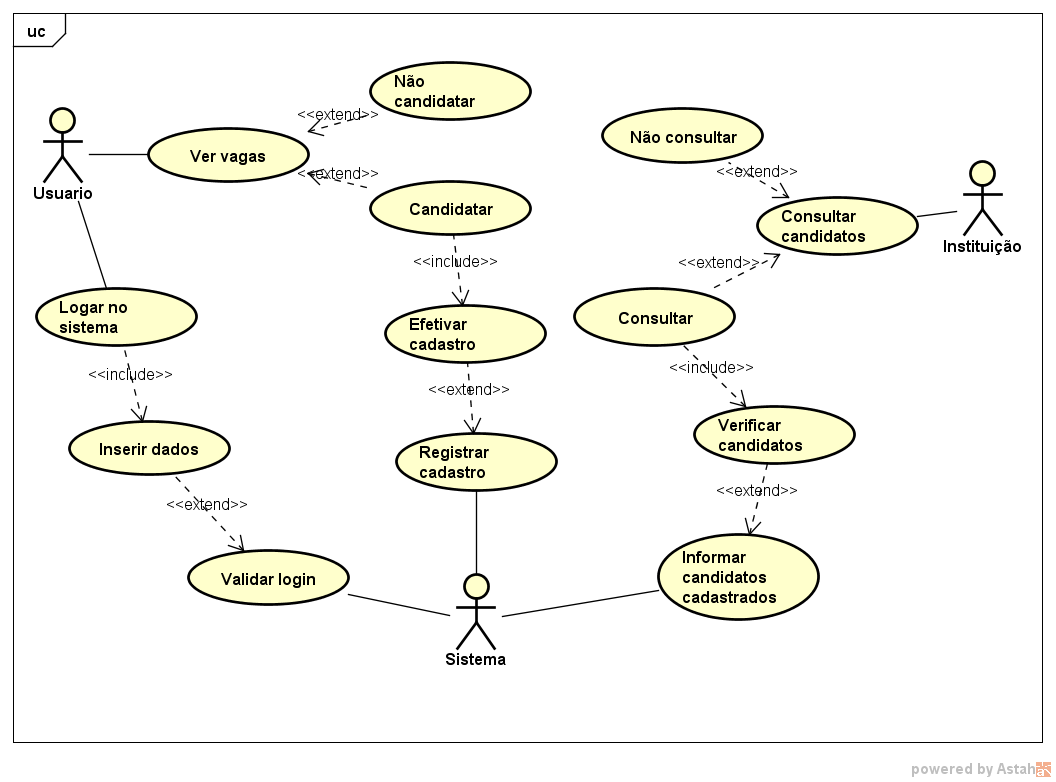 uc
Não
candidatar
<<extend>>
Ver vagas
Usuario
<<extend>>
Candidatar
<<include>>
Não consultar
<<extend>>
Consultar
candidatos
Instituição
<<extend>>
Logar no
sistema
Efetivar
cadastro
Consultar
<<include>>
<<extend>>
<<include>>
Inserir dados
Registrar
cadastro
Verificar
candidatos
<<extend>>
<<extend>>
Validar login
Informar
candidatos
cadastrados
Sistema
powered by Astah